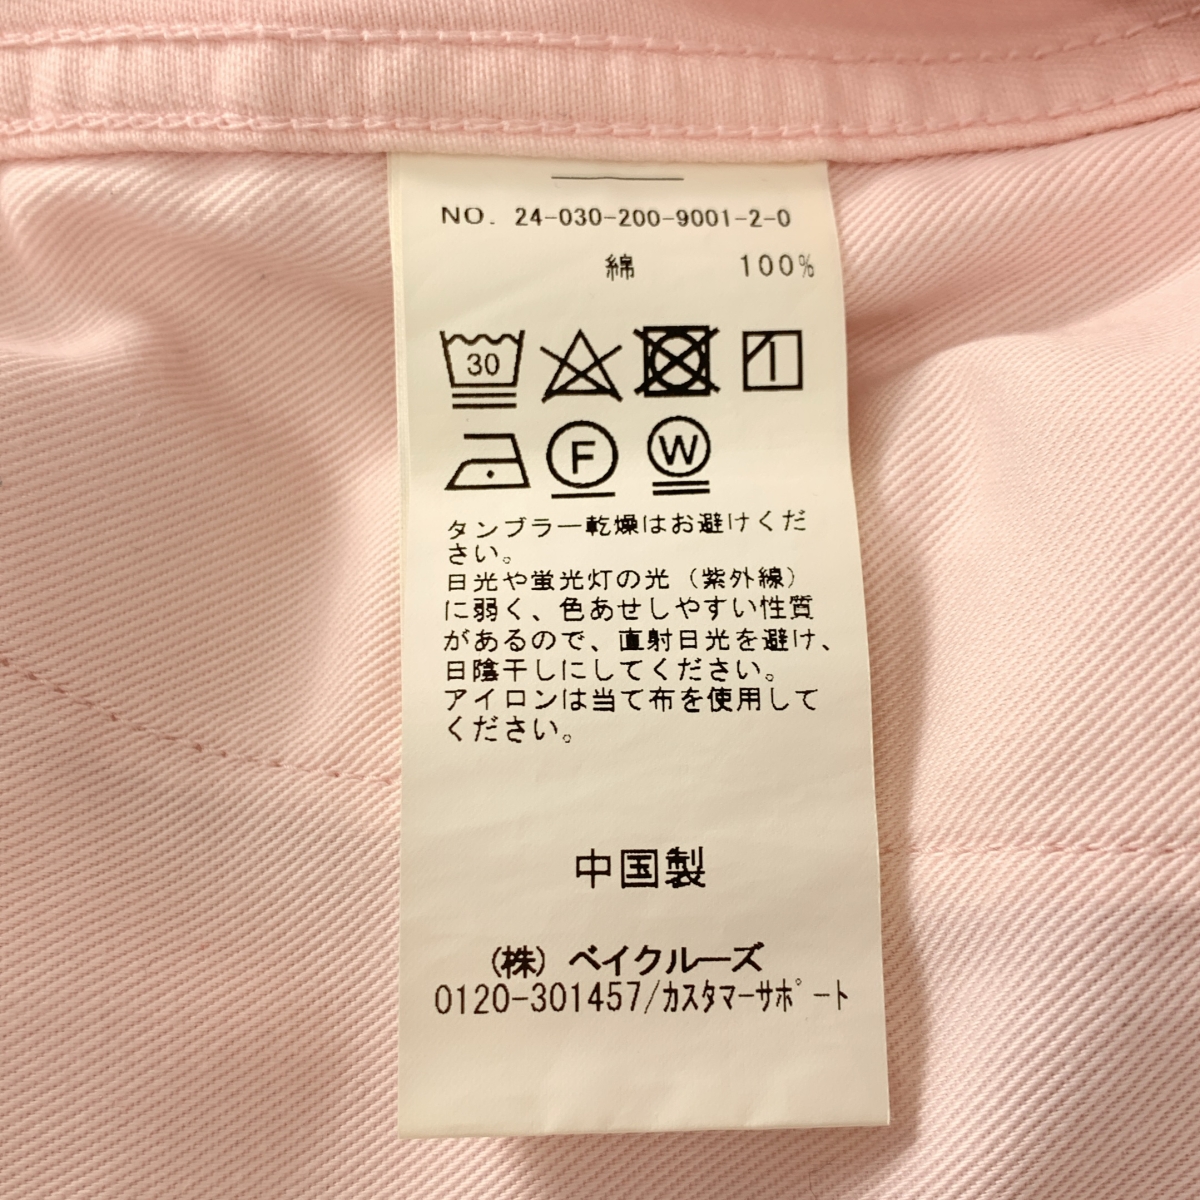 NO. 24-030-200-9001-2-0
綿 100%
30
F W
タンブラー乾燥はお避けくだ
さい。
日光や蛍光灯の光（紫外線）
に弱く、色あせしやすい性質
があるので、直射日光を避け、
日陰干しにしてください。
アイロンは当て布を使用して
ください。
中国製
(株) ベイクルーズ
0120-301457/ｶｽﾀﾏｰｻﾎﾟｰﾄ